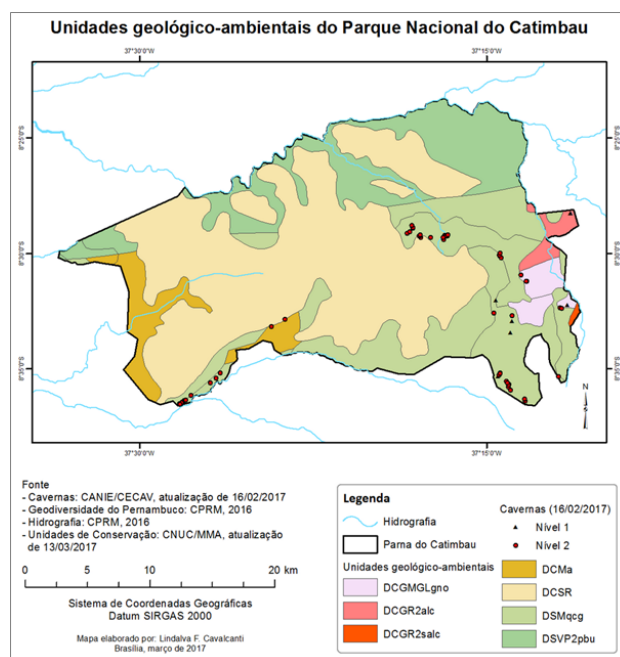 Unidades geológico-ambientais do Parque Nacional do Catimbau
37°30'0"W
37°15'0"W
8°25'S
8°25'0"S
8°30'S
8°30'0"S
8°35'S
8°35'0"S
N
37°30'0"W
37°15'0"W
Fonte
- Cavernas: CANIE/CECAV, atualização de 16/02/2017
- Geodiversidade do Pernambuco: CPRM, 2016
- Hidrografia: CPRM, 2016
- Unidades de Conservação: CNUC/MMA, atualização
de 13/03/2017
0 5 10 20 km
Sistema de Coordenadas Geográficas
Datum SIRGAS 2000
Mapa elaborado por: Lindalva F. Cavalcanti
Brasília, março de 2017
Legenda
Hidrografia
Parna do Catimbau
Unidades geológico-ambientais
DCGMGLgno
DCGR2alc
DCGR2salc
Cavernas (16/02/2017)
Nível 1
Nível 2
DCMa
DCSR
DSMqcg
DSVP2pbu